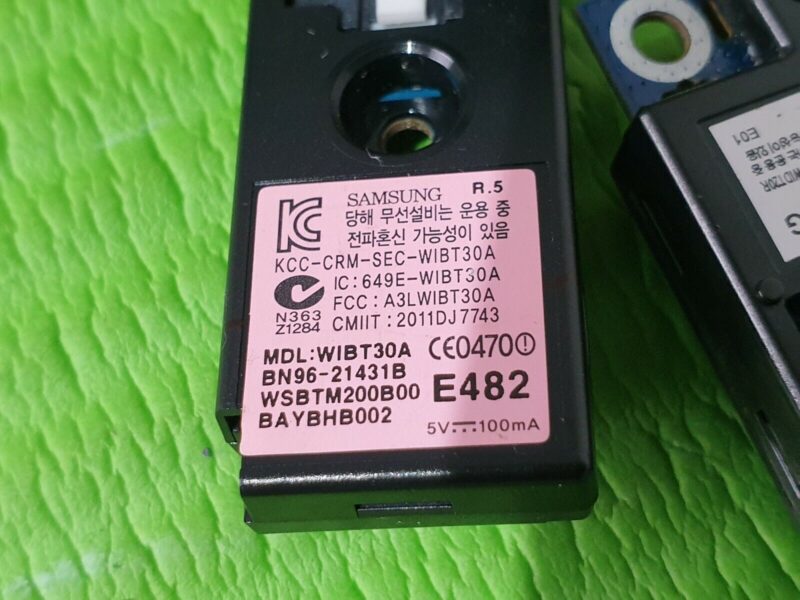 SAMSUNG R.5
당해 무선설비는 운용 중
전파혼신 가능성이 있음
KCC-CRM-SEC-WIBT30A
IC:649E-WIBT30A
FCC: A3LWIBT30A
N363
Z1284
CMIIT : 2011DJ7743
MDL:WIBT30A CE0470
BN96-21431B
WSBTM200B00 E482
BAYBHB002
5V 100mA
E01